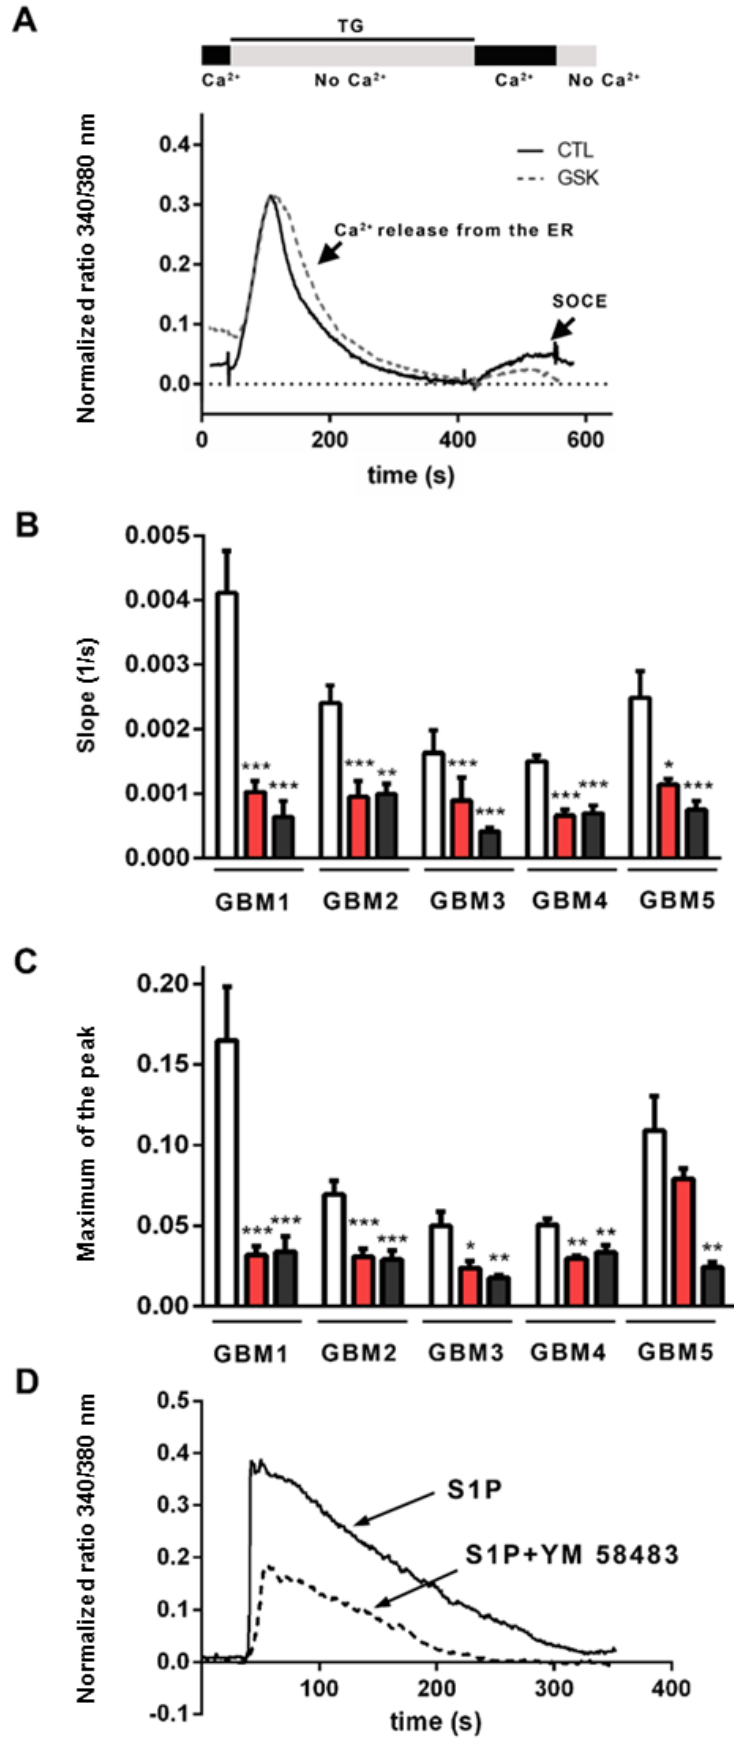 A
TG
Ca²⁺ No Ca²⁺ Ca²⁺ No Ca²⁺
Normalized ratio 340/380 nm
0.4
0.3
0.2
0.1
0.0
CTL
GSK
Ca²⁺ release from the ER
SOCE
0 200 400 600
time (s)
B
Slope (1/s)
0.005
0.004
0.003
0.002
0.001
0.000
*** *** *** ** *** *** *** *** * ***
GBM1 GBM2 GBM3 GBM4 GBM5
C
Maximum of the peak
0.20
0.15
0.10
0.05
0.00
*** *** *** *** * ** ** ** **
GBM1 GBM2 GBM3 GBM4 GBM5
D
Normalized ratio 340/380 nm
0.5
0.4
0.3
0.2
0.1
0.0
-0.1
S1P
S1P+YM 58483
100 200 300 400
time (s)